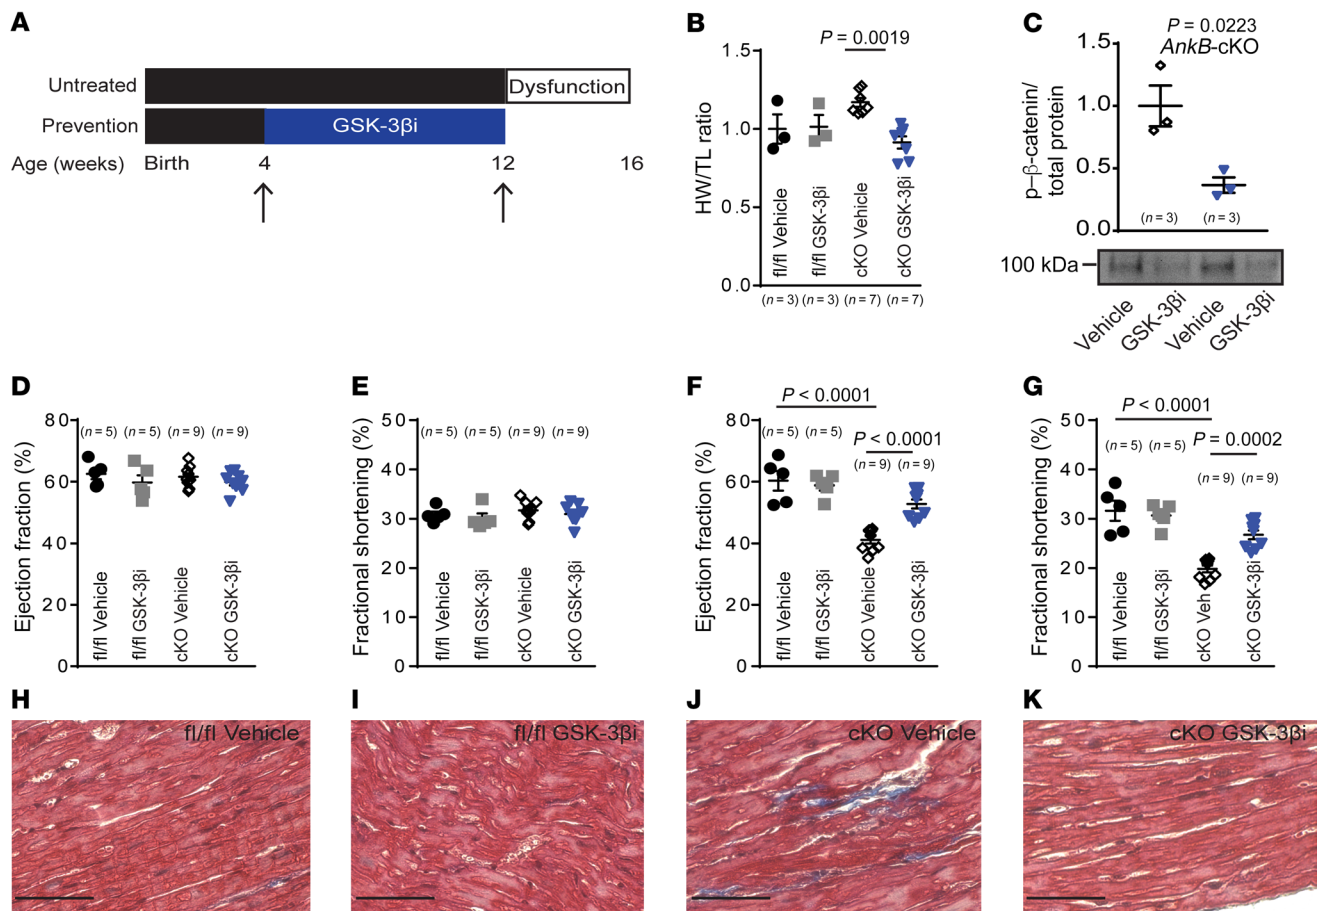 A
Untreated
Dysfunction
Prevention
GSK-3βi
Age (weeks)
Birth
4
12
16
B
P = 0.0019
1.5
1.0
0.5
0.0
HW/TL ratio
fl/fl Vehicle
fl/fl GSK-3βi
cKO Vehicle
cKO GSK-3βi
(n = 3) (n = 3) (n = 7) (n = 7)
C
P = 0.0223
AnkB-cKO
1.5
1.0
0.5
0.0
p–β-catenin/
total protein
(n = 3) (n = 3)
100 kDa
Vehicle
GSK-3βi
Vehicle
GSK-3βi
D
80
60
40
20
0
Ejection fraction (%)
(n = 5) (n = 5) (n = 9) (n = 9)
fl/fl Vehicle
fl/fl GSK-3βi
cKO Vehicle
cKO GSK-3βi
E
50
40
30
20
10
0
Fractional shortening (%)
(n = 5) (n = 5) (n = 9) (n = 9)
fl/fl Vehicle
fl/fl GSK-3βi
cKO Vehicle
cKO GSK-3βi
F
P < 0.0001
80
60
40
20
0
Ejection fraction (%)
(n = 5) (n = 5)
P < 0.0001
(n = 9) (n = 9)
fl/fl Vehicle
fl/fl GSK-3βi
cKO Vehicle
cKO GSK-3βi
G
P < 0.0001
50
40
30
20
10
0
Fractional shortening (%)
(n = 5) (n = 5)
P = 0.0002
(n = 9) (n = 9)
fl/fl Vehicle
fl/fl GSK-3βi
cKO Veh
cKO GSK-3βi
H
fl/fl Vehicle
I
fl/fl GSK-3βi
J
cKO Vehicle
K
cKO GSK-3βi